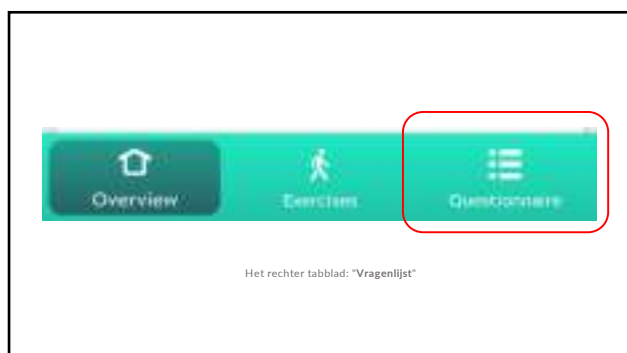 Overview
Exercises
Questionnaire
Het rechter tabblad: "Vragenlijst"